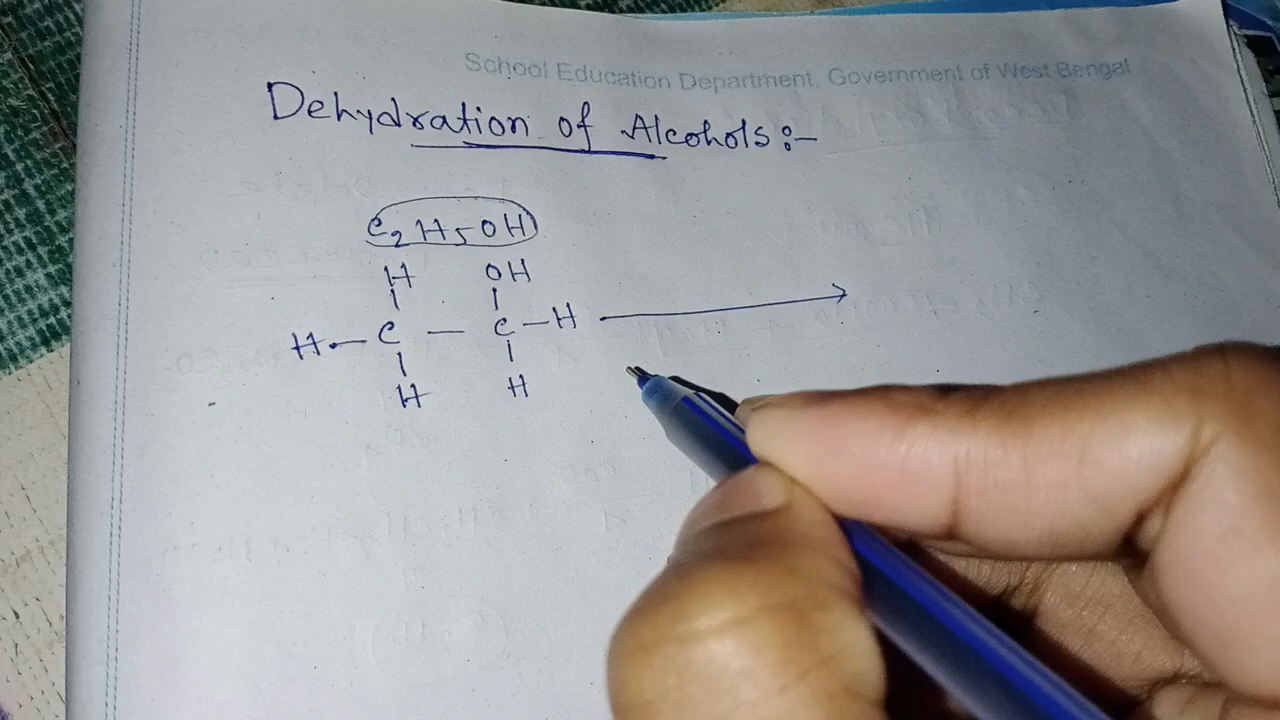 School Education Department, Government of West Bengal
Dehydration of Alcohols:-
C2H5OH
H OH
H-C-C-H
H H